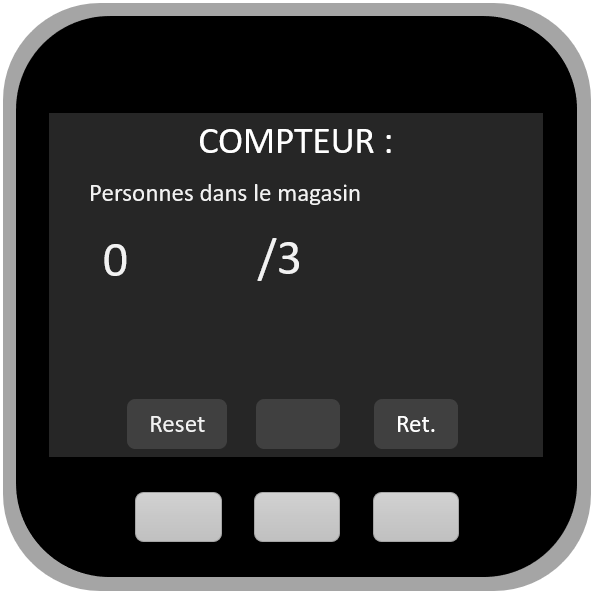 COMPTEUR :
Personnes dans le magasin
0 /3
Reset Ret.